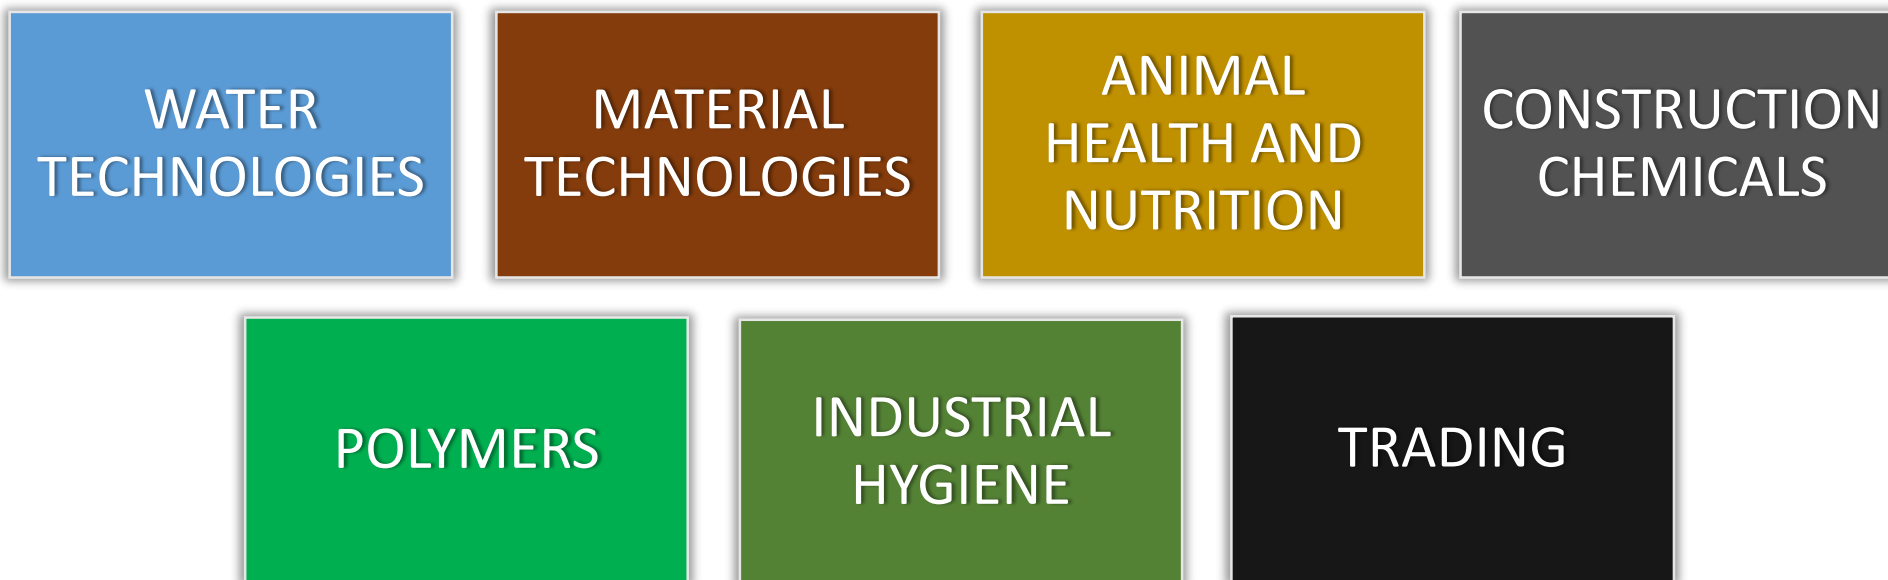 WATER
TECHNOLOGIES
MATERIAL
TECHNOLOGIES
ANIMAL
HEALTH AND
NUTRITION
CONSTRUCTION
CHEMICALS
POLYMERS
INDUSTRIAL
HYGIENE
TRADING